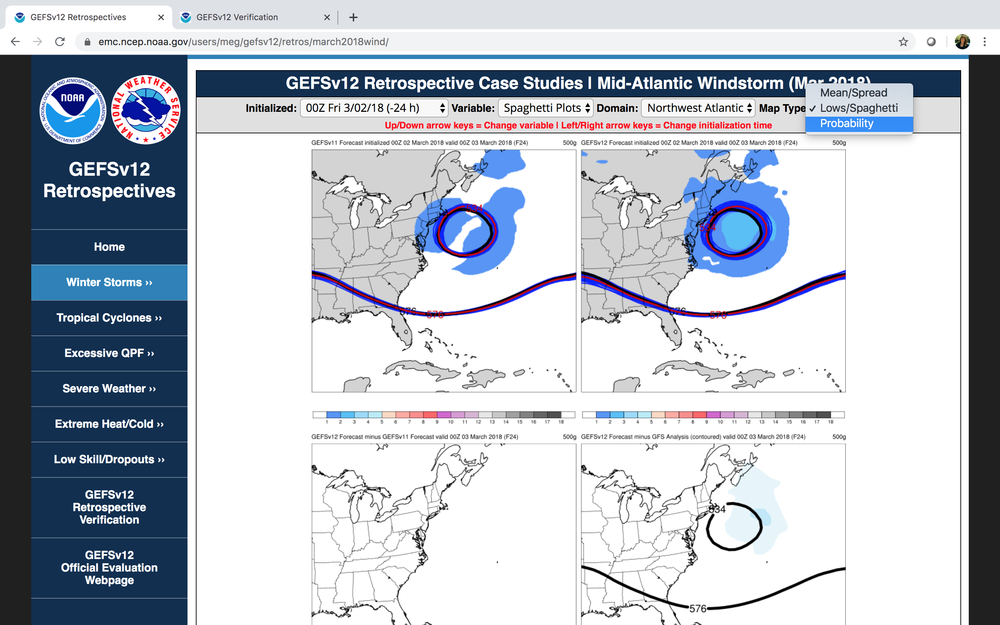 GEFSv12 Retrospectives
GEFSv12 Verification
emc.ncep.noaa.gov/users/meg/gefsv12/retros/march2018wind/
NATIONAL OCEANIC AND ATMOSPHERIC ADMINISTRATION
NOAA
U.S. DEPARTMENT OF COMMERCE
NATIONAL WEATHER SERVICE
GEFSv12
Retrospectives
Home
Winter Storms ››
Tropical Cyclones ››
Excessive QPF ››
Severe Weather ››
Extreme Heat/Cold ››
Low Skill/Dropouts ››
GEFSv12
Retrospective
Verification
GEFSv12
Official Evaluation
Webpage
GEFSv12 Retrospective Case Studies | Mid-Atlantic Windstorm (Mar 2018)
Initialized: 00Z Fri 3/02/18 (-24 h) Variable: Spaghetti Plots Domain: Northwest Atlantic Map Type
Mean/Spread
✓ Lows/Spaghetti
Probability
Up/Down arrow keys = Change variable | Left/Right arrow keys = Change initialization time
GEFSv11 Forecast initialized 00Z 02 March 2018 valid 00Z 03 March 2018 (F24) 500g
534
576
576
1 2 3 4 5 6 7 8 9 10 11 12 13 14 15 16 17 18
GEFSv12 Forecast initialized 00Z 02 March 2018 valid 00Z 03 March 2018 (F24) 500g
534
576
576
1 2 3 4 5 6 7 8 9 10 11 12 13 14 15 16 17 18
GEFSv12 Forecast minus GEFSv11 Forecast valid 00Z 03 March 2018 (F24) 500g
GEFSv12 Forecast minus GFS Analysis (contoured) valid 00Z 03 March 2018 (F24) 500g
534
576